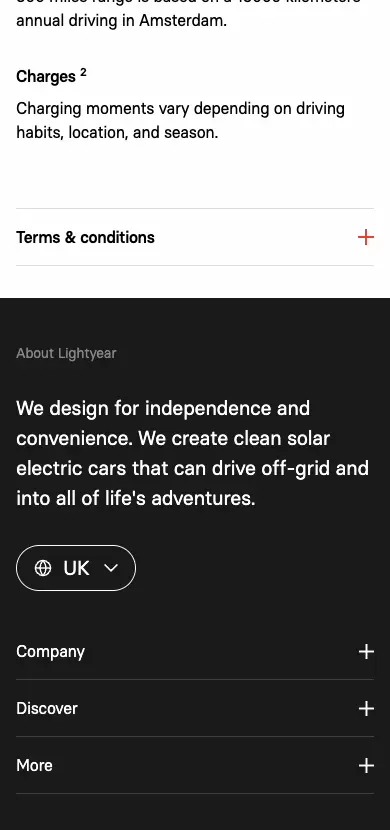 annual driving in Amsterdam.
Charges 2
Charging moments vary depending on driving
habits, location, and season.
Terms & conditions
About Lightyear
We design for independence and
convenience. We create clean solar
electric cars that can drive off-grid and
into all of life's adventures.
UK
Company
Discover
More